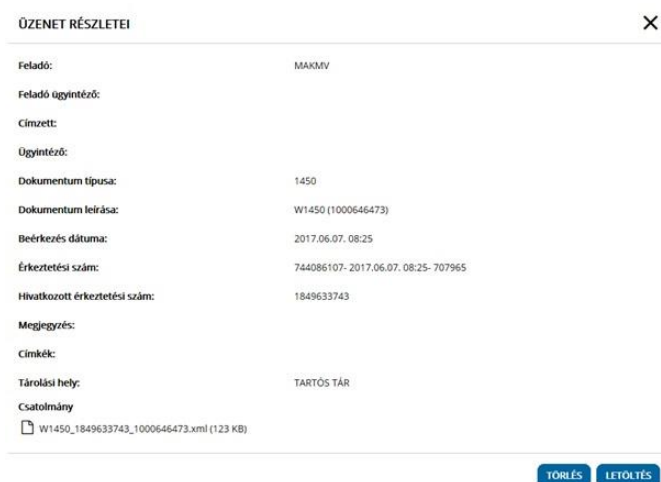 ÜZENET RÉSZLETEI
Feladó: MAKMV
Feladó ügyintéző:
Címzett:
Ügyintéző:
Dokumentum típusa: 1450
Dokumentum leírása: W1450 (1000646473)
Beérkezés dátuma: 2017.06.07. 08:25
Érkeztetési szám: 744086107- 2017.06.07. 08:25- 707965
Hivatkozott érkeztetési szám: 1849633743
Megjegyzés:
Címkék:
Tárolási hely: TARTÓS TÁR
Csatolmány
W1450_1849633743_1000646473.xml (123 KB)
TÖRLÉS LETÖLTÉS